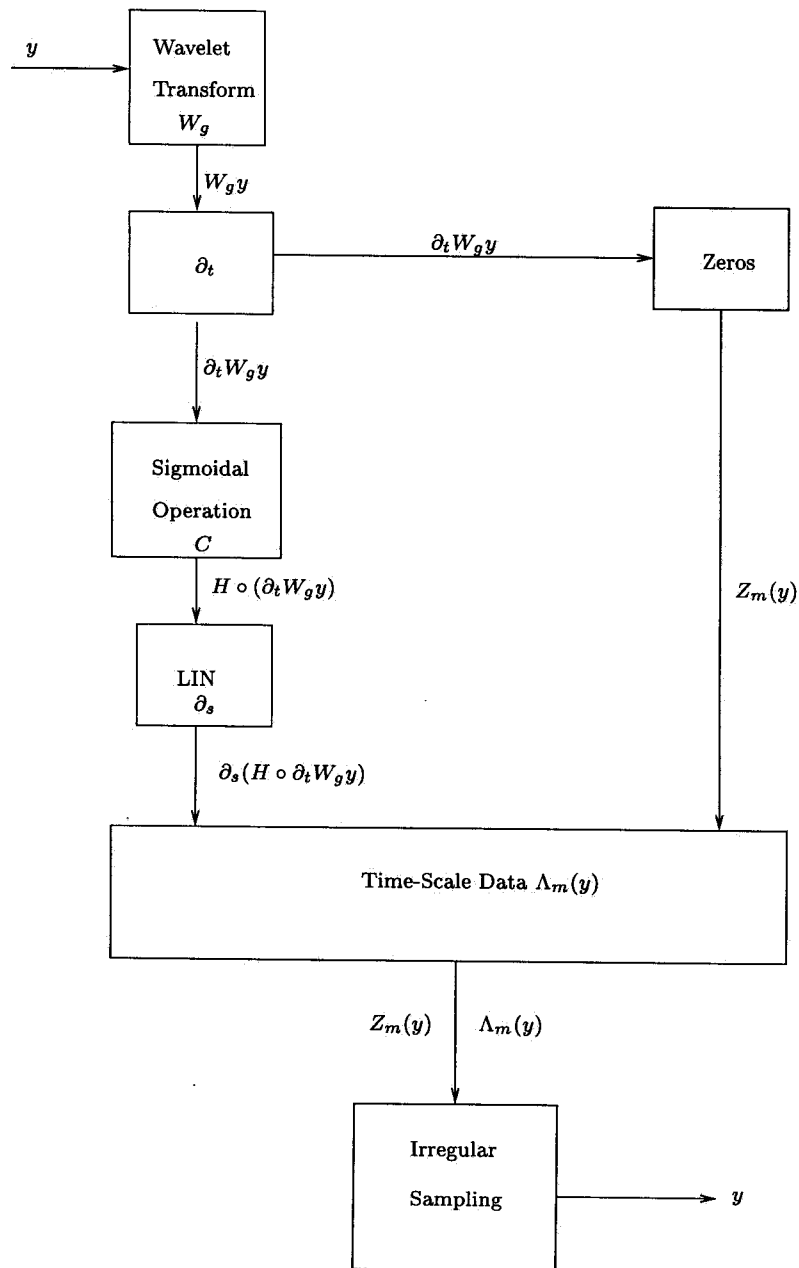 y
Wavelet
Transform
W_g
W_g y
∂_t
∂_t W_g y
Zeros
∂_t W_g y
Sigmoidal
Operation
C
H ∘ (∂_t W_g y)
Z_m(y)
LIN
∂_s
∂_s(H ∘ ∂_t W_g y)
Time-Scale Data Λ_m(y)
Z_m(y) Λ_m(y)
Irregular
Sampling
y